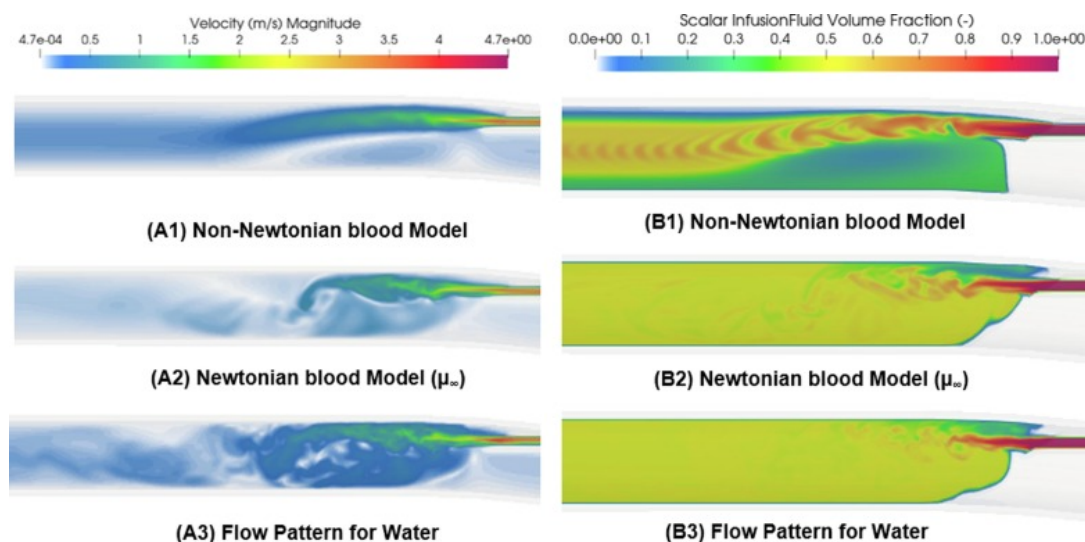 Velocity (m/s) Magnitude
4.7e-04 0.5 1 1.5 2 2.5 3 3.5 4 4.7e+00
Scalar InfusionFluid Volume Fraction (-)
0.0e+00 0.1 0.2 0.3 0.4 0.5 0.6 0.7 0.8 0.9 1.0e+00
(A1) Non-Newtonian blood Model
(B1) Non-Newtonian blood Model
(A2) Newtonian blood Model (μ∞)
(B2) Newtonian blood Model (μ∞)
(A3) Flow Pattern for Water
(B3) Flow Pattern for Water